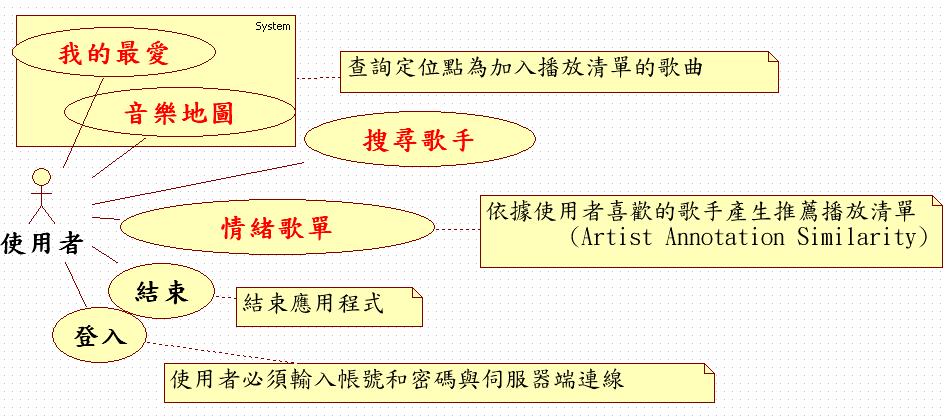 System
我的最愛
查詢定位點為加入播放清單的歌曲
音樂地圖
搜尋歌手
使用者
情緒歌單
依據使用者喜歡的歌手產生推薦播放清單
(Artist Annotation Similarity)
結束
結束應用程式
登入
使用者必須輸入帳號和密碼與伺服器端連線